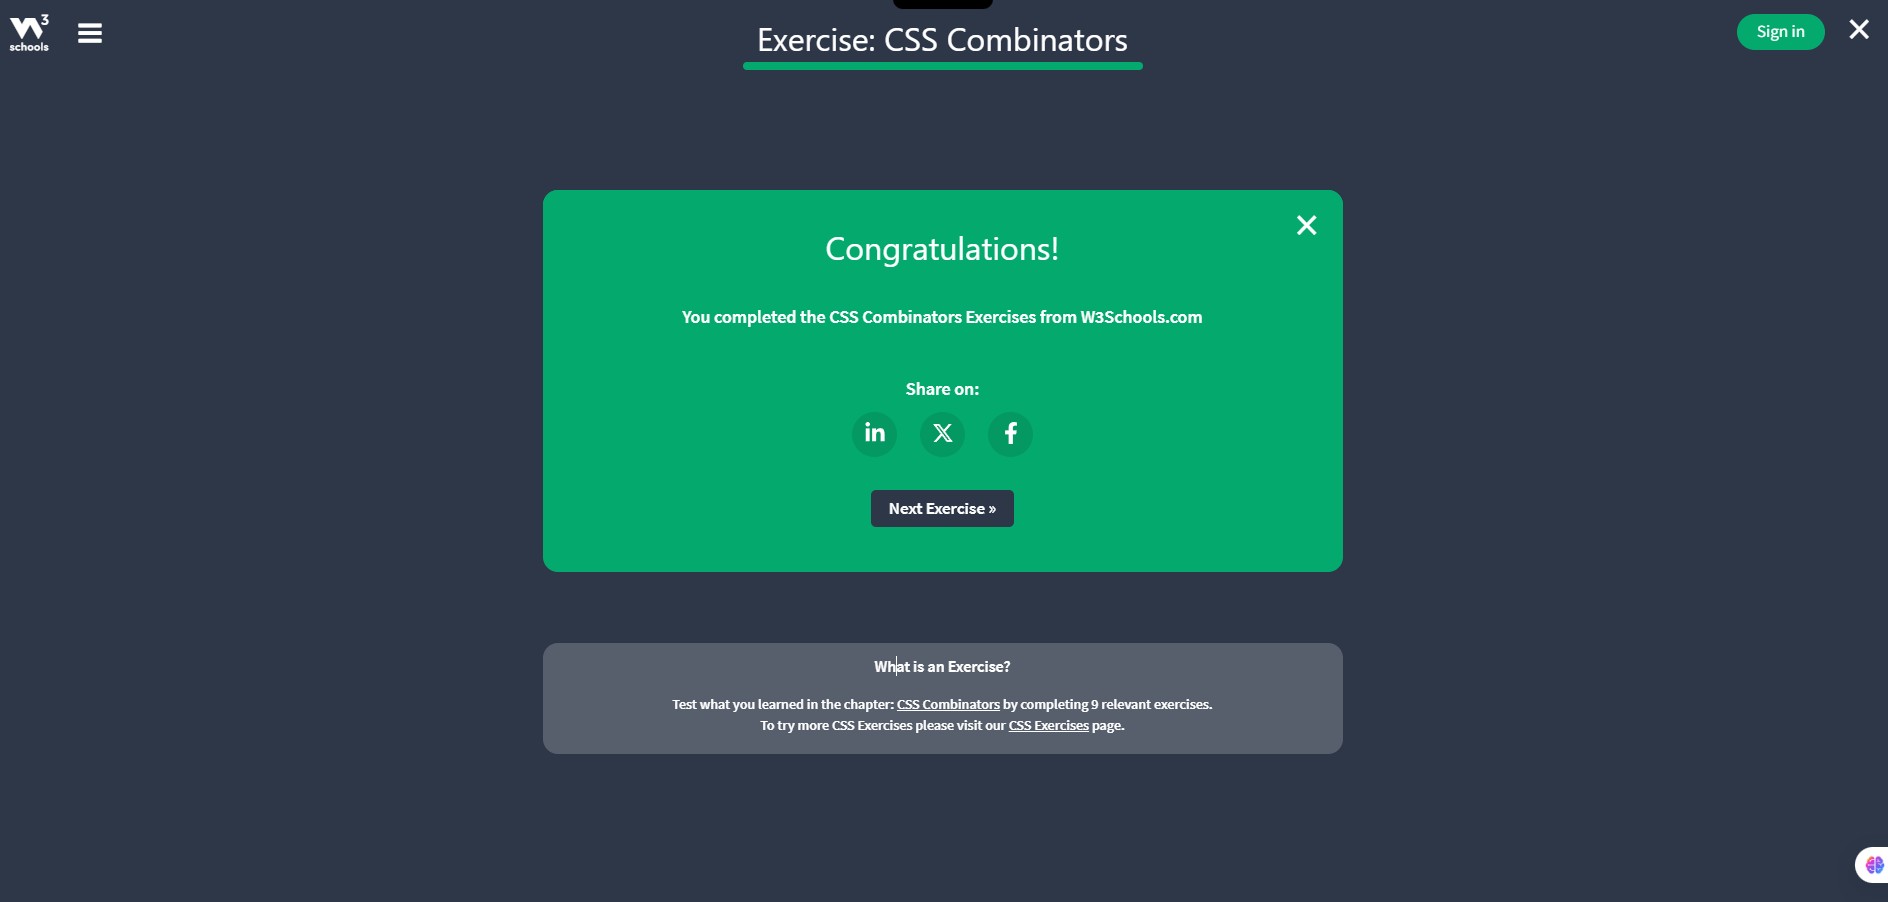 W3
schools
Exercise: CSS Combinators
Sign in
Congratulations!
You completed the CSS Combinators Exercises from W3Schools.com
Share on:
in
X
f
Next Exercise »
What is an Exercise?
Test what you learned in the chapter: CSS Combinators by completing 9 relevant exercises.
To try more CSS Exercises please visit our CSS Exercises page.